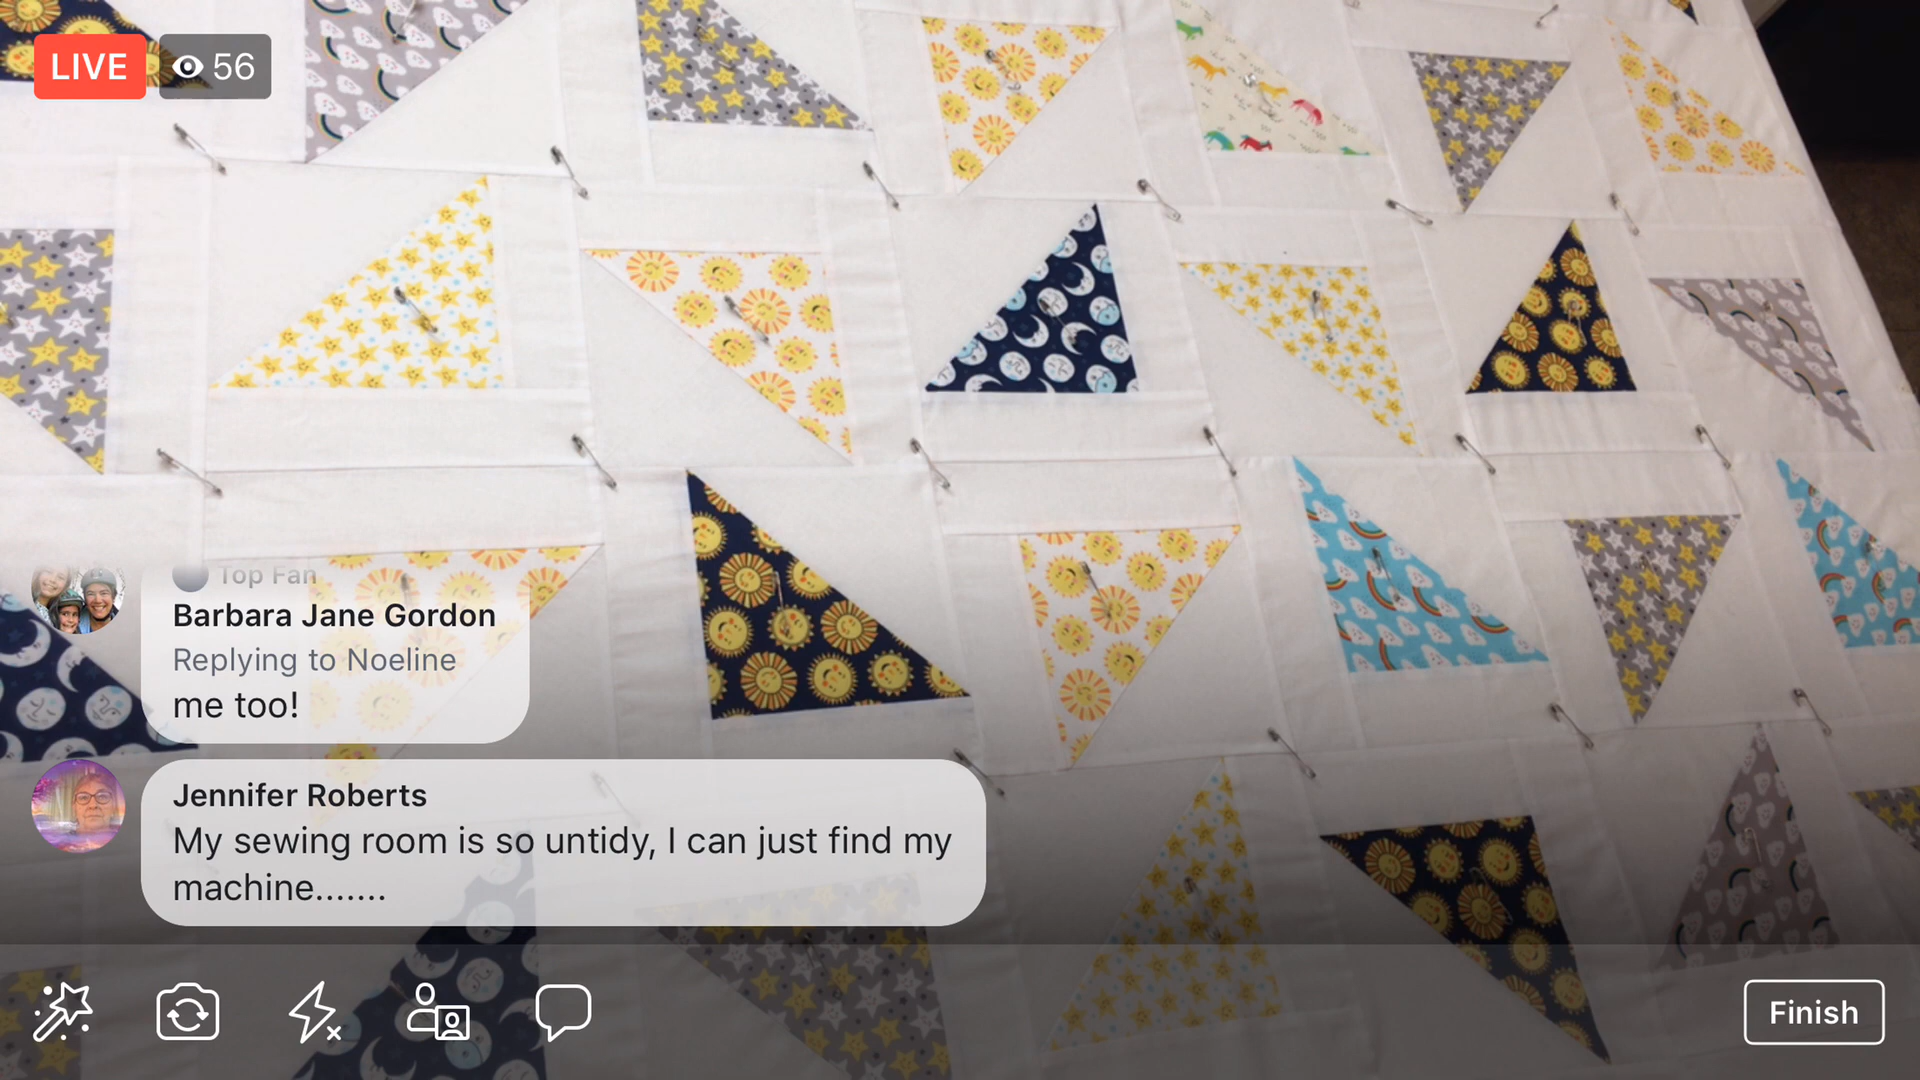 LIVE 56
Top Fan
Barbara Jane Gordon
Replying to Noeline
me too!
Jennifer Roberts
My sewing room is so untidy, I can just find my
machine.......
Finish